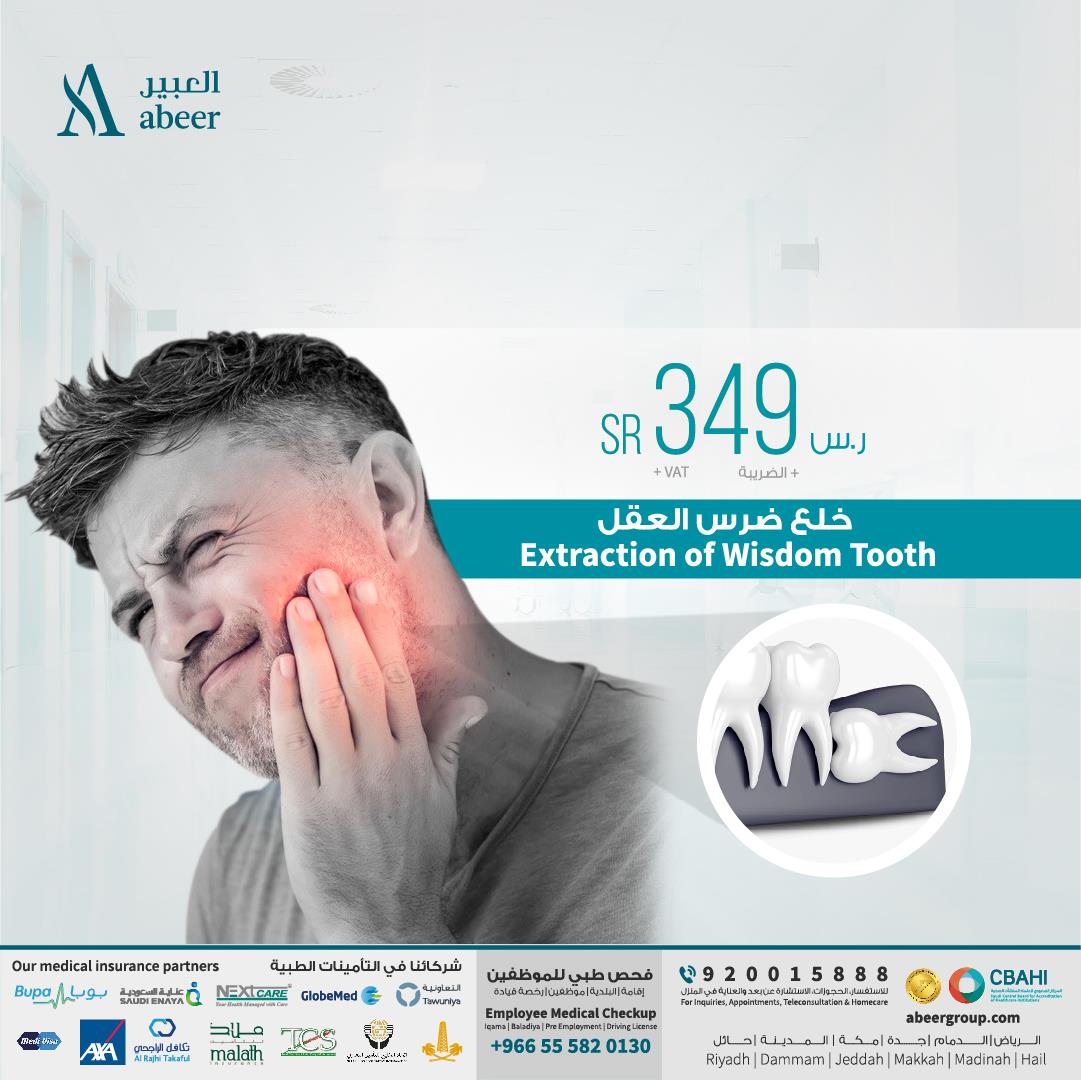 العبير
abeer
SR 349 ر.س
+ VAT + الضريبة
خلع ضرس العقل
Extraction of Wisdom Tooth
Our medical insurance partners
شركائنا في التأمينات الطبية
Bupa بوبا
عناية السعودية
SAUDI ENAYA
NEXTCARE
Your Health Managed with Care
GlobeMed
التعاونية
Tawuniya
Medi Visa
AXA
تكافل الراجحي
Al Rajhi Takaful
ملاذ
malath
INSURANCE
TCS
فحص طبي للموظفين
إقامة | البلدية | موظفين | رخصة قيادة
Employee Medical Checkup
Iqama | Baladiya | Pre Employment | Driving License
+966 55 582 0130
920015888
للاستفسار، الحجوزات، الاستشارة عن بعد والعناية في المنزل
For Inquiries, Appointments, Teleconsultation & Homecare
CBAHI
abeergroup.com
الرياض | الدمام | جدة | مكة | المدينة | حائل
Riyadh | Dammam | Jeddah | Makkah | Madinah | Hail